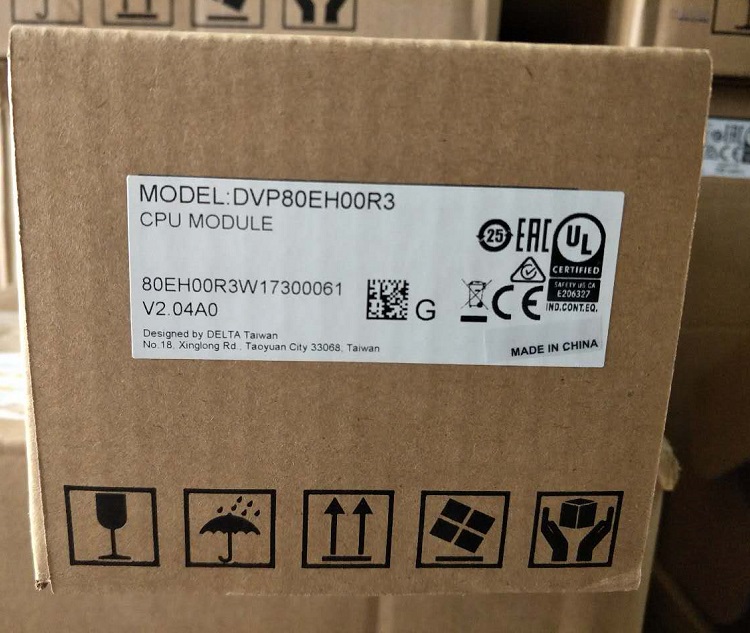 MODEL:DVP80EH00R3
CPU MODULE
25
EAC
UL
CERTIFIED
SAFETY US CA
E206327
IND.CONT.EQ.
CE
80EH00R3W17300061
V2.04A0
G
Designed by DELTA Taiwan
No.18, Xinglong Rd., Taoyuan City 33068, Taiwan
MADE IN CHINA